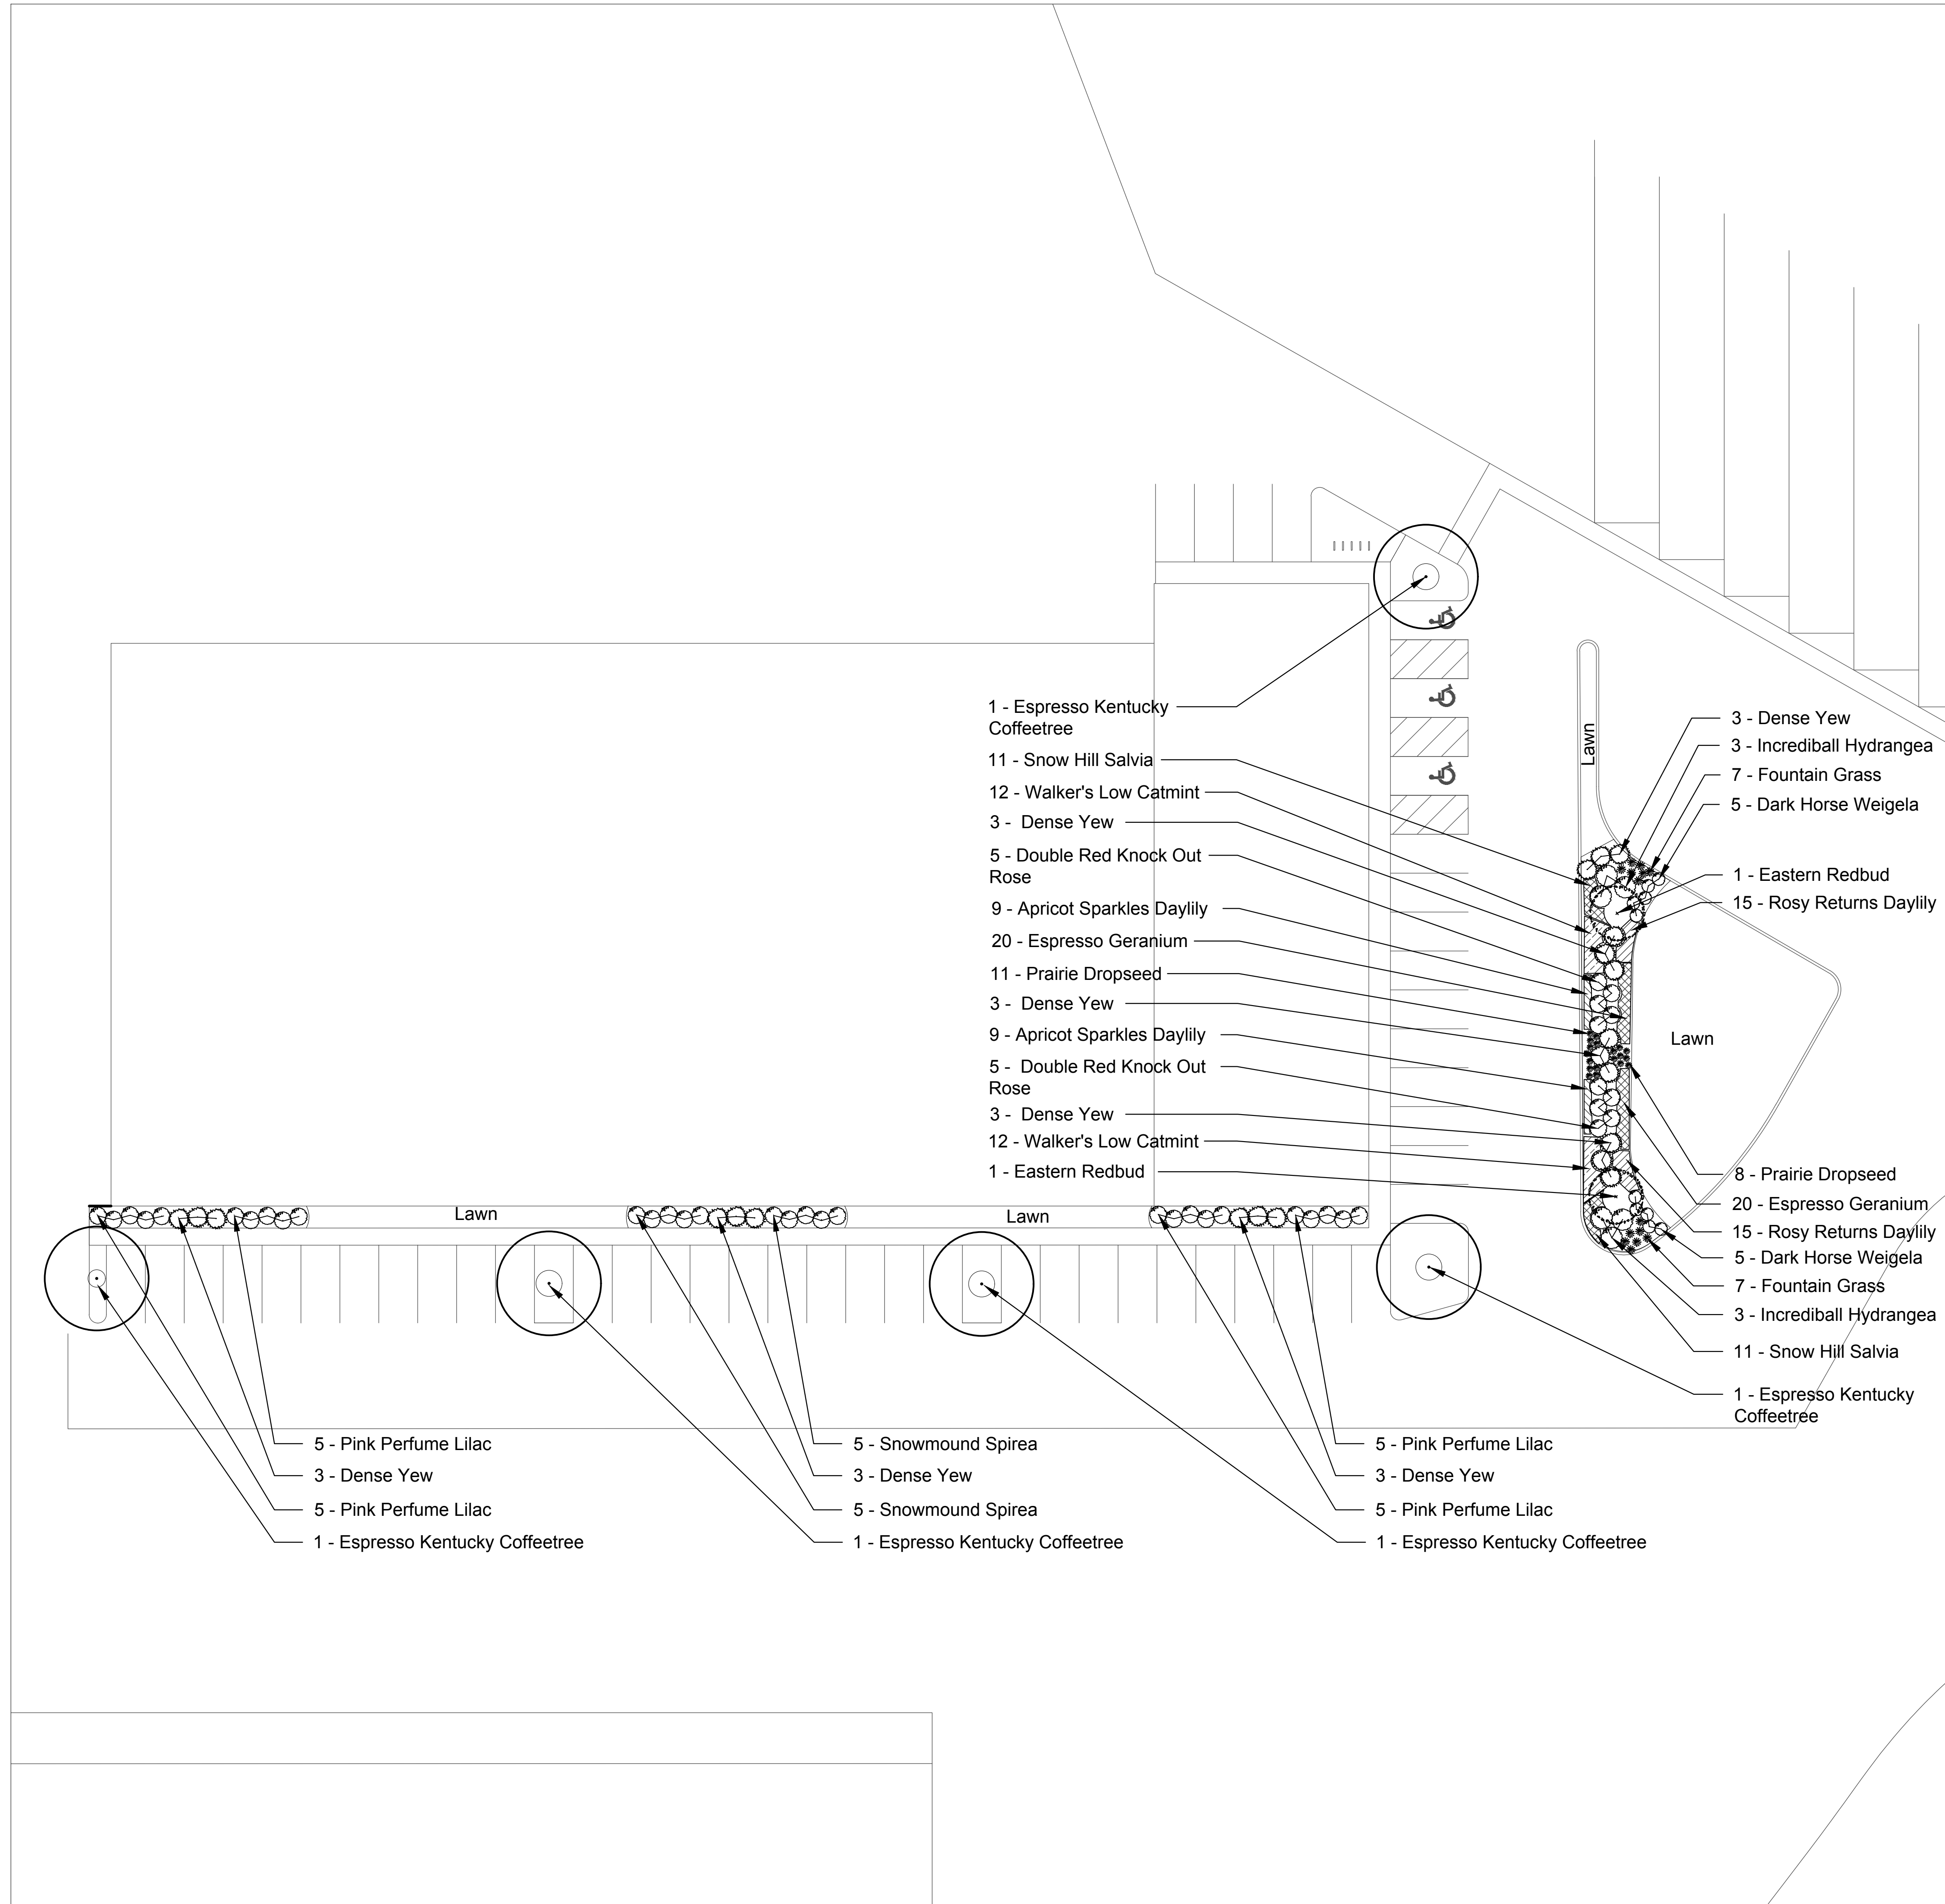 1 - Espresso Kentucky
Coffeetree
11 - Snow Hill Salvia
12 - Walker's Low Catmint
3 -  Dense Yew
5 - Double Red Knock Out
Rose
9 - Apricot Sparkles Daylily
20 - Espresso Geranium
11 - Prairie Dropseed
3 -  Dense Yew
9 - Apricot Sparkles Daylily
5 -  Double Red Knock Out
Rose
3 -  Dense Yew
12 - Walker's Low Catmint
1 - Eastern Redbud
Lawn
3 - Dense Yew
3 - Incrediball Hydrangea
7 - Fountain Grass
5 - Dark Horse Weigela
1 - Eastern Redbud
15 - Rosy Returns Daylily
Lawn
8 - Prairie Dropseed
20 - Espresso Geranium
15 - Rosy Returns Daylily
5 - Dark Horse Weigela
7 - Fountain Grass
3 - Incrediball Hydrangea
11 - Snow Hill Salvia
1 - Espresso Kentucky
Coffeetree
Lawn
Lawn
5 - Pink Perfume Lilac
3 - Dense Yew
5 - Pink Perfume Lilac
1 - Espresso Kentucky Coffeetree
5 - Snowmound Spirea
3 - Dense Yew
5 - Snowmound Spirea
1 - Espresso Kentucky Coffeetree
5 - Pink Perfume Lilac
3 - Dense Yew
5 - Pink Perfume Lilac
1 - Espresso Kentucky Coffeetree